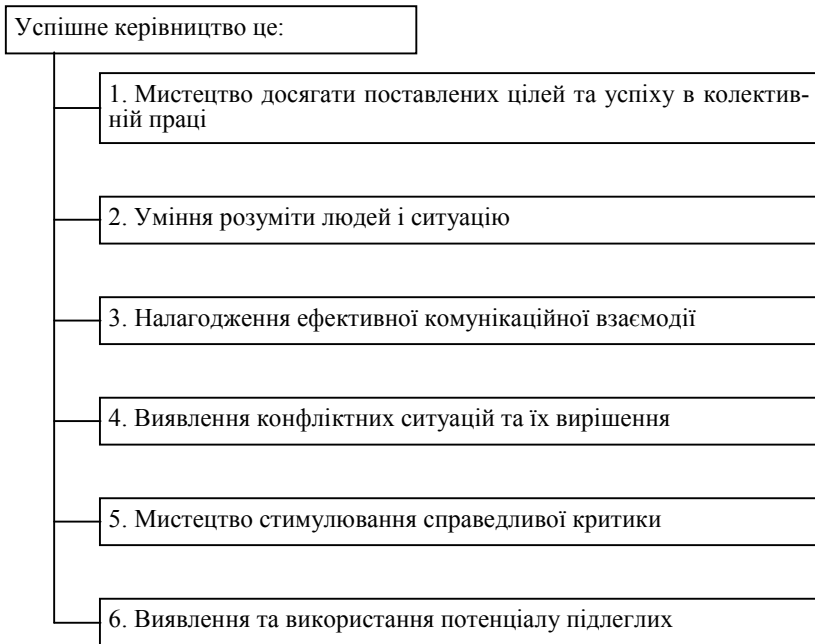 Успішне керівництво це:
1. Мистецтво досягати поставлених цілей та успіху в колектив-
ній праці
2. Уміння розуміти людей і ситуацію
3. Налагодження ефективної комунікаційної взаємодії
4. Виявлення конфліктних ситуацій та їх вирішення
5. Мистецтво стимулювання справедливої критики
6. Виявлення та використання потенціалу підлеглих